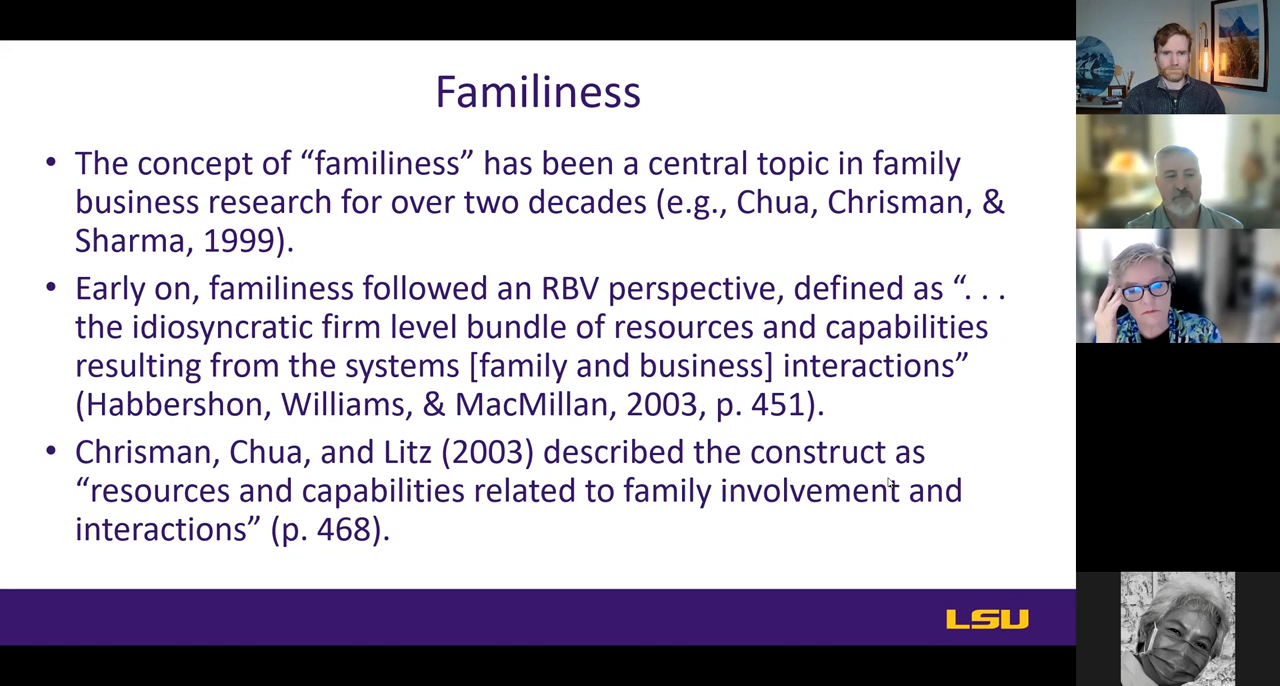 Familiness
• The concept of “familiness” has been a central topic in family
business research for over two decades (e.g., Chua, Chrisman, &
Sharma, 1999).
• Early on, familiness followed an RBV perspective, defined as “. . .
the idiosyncratic firm level bundle of resources and capabilities
resulting from the systems [family and business] interactions”
(Habbershon, Williams, & MacMillan, 2003, p. 451).
• Chrisman, Chua, and Litz (2003) described the construct as
“resources and capabilities related to family involvement and
interactions” (p. 468).
LSU